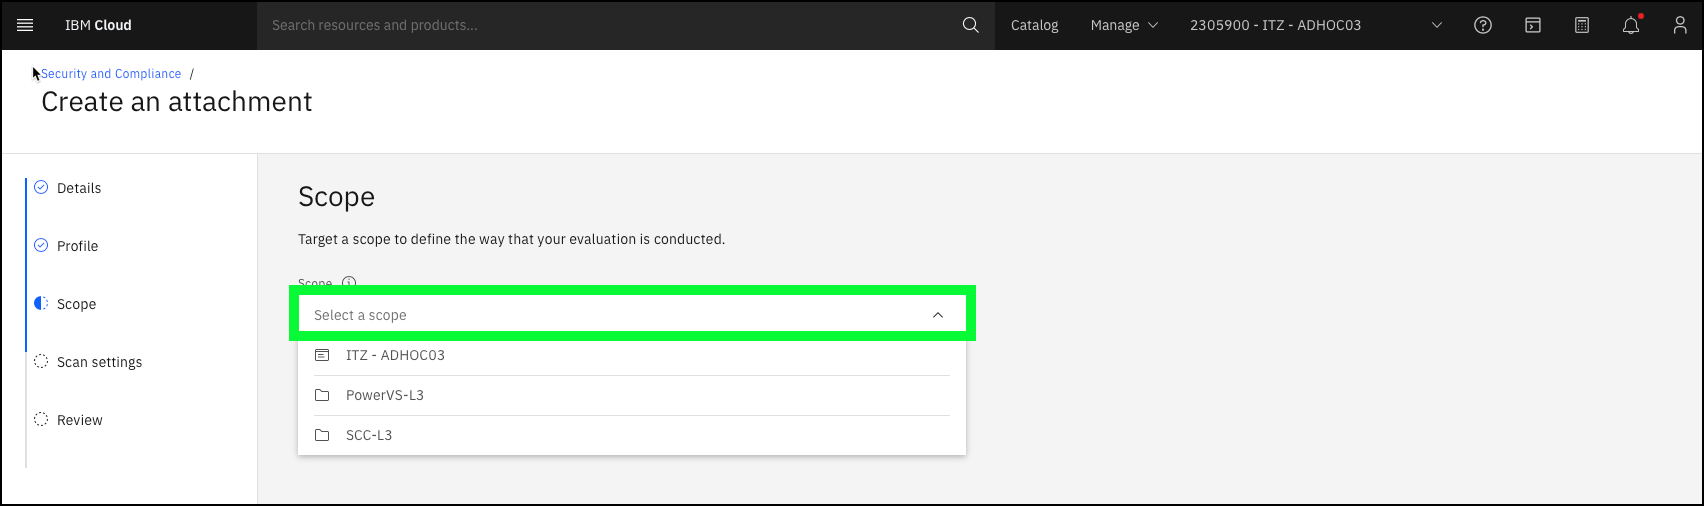 IBM Cloud
Search resources and products...
Catalog
Manage
2305900 - ITZ - ADHOC03
Security and Compliance /
Create an attachment
Details
Profile
Scope
Scan settings
Review
Scope
Target a scope to define the way that your evaluation is conducted.
Scope
Select a scope
ITZ - ADHOC03
PowerVS-L3
SCC-L3